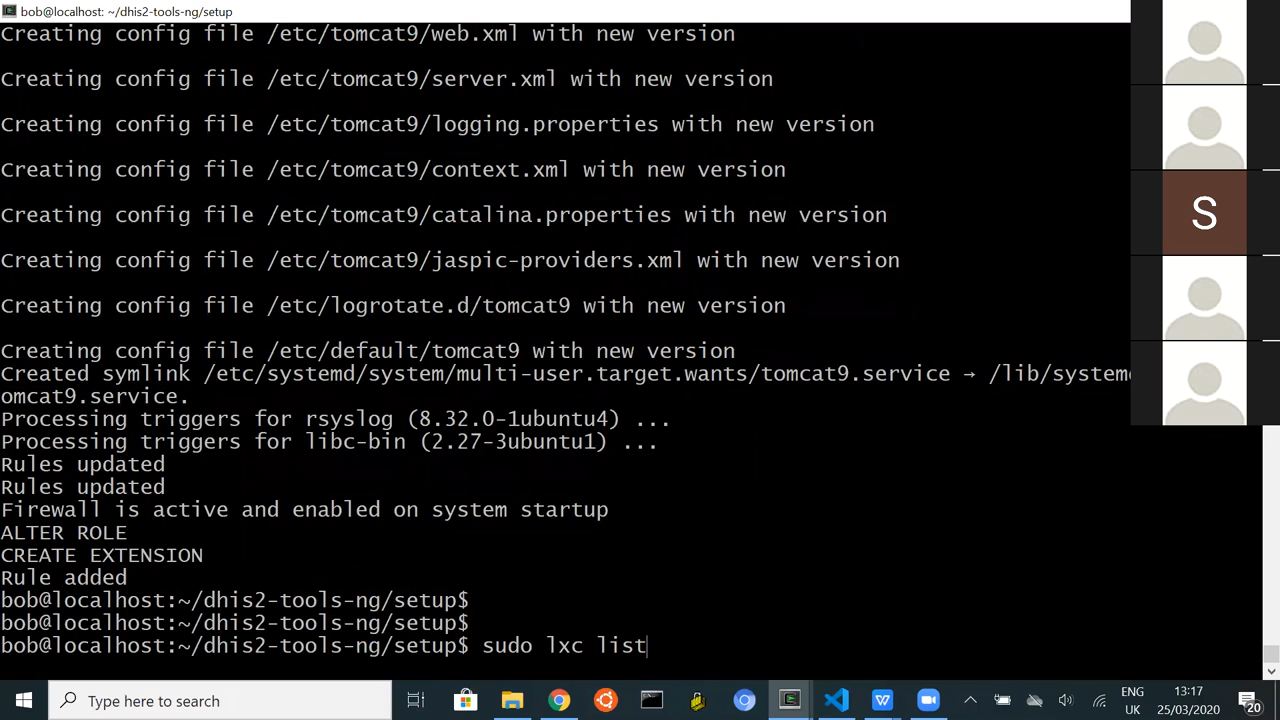 bob@localhost: ~/dhis2-tools-ng/setup
Creating config file /etc/tomcat9/web.xml with new version
Creating config file /etc/tomcat9/server.xml with new version
Creating config file /etc/tomcat9/logging.properties with new version
Creating config file /etc/tomcat9/context.xml with new version
Creating config file /etc/tomcat9/catalina.properties with new version
Creating config file /etc/tomcat9/jaspic-providers.xml with new version
Creating config file /etc/logrotate.d/tomcat9 with new version
Creating config file /etc/default/tomcat9 with new version
Created symlink /etc/systemd/system/multi-user.target.wants/tomcat9.service → /lib/system
omcat9.service.
Processing triggers for rsyslog (8.32.0-1ubuntu4) ...
Processing triggers for libc-bin (2.27-3ubuntu1) ...
Rules updated
Rules updated
Firewall is active and enabled on system startup
ALTER ROLE
CREATE EXTENSION
Rule added
bob@localhost:~/dhis2-tools-ng/setup$
bob@localhost:~/dhis2-tools-ng/setup$
bob@localhost:~/dhis2-tools-ng/setup$ sudo lxc list
S
Type here to search
ENG
UK
13:17
25/03/2020
20